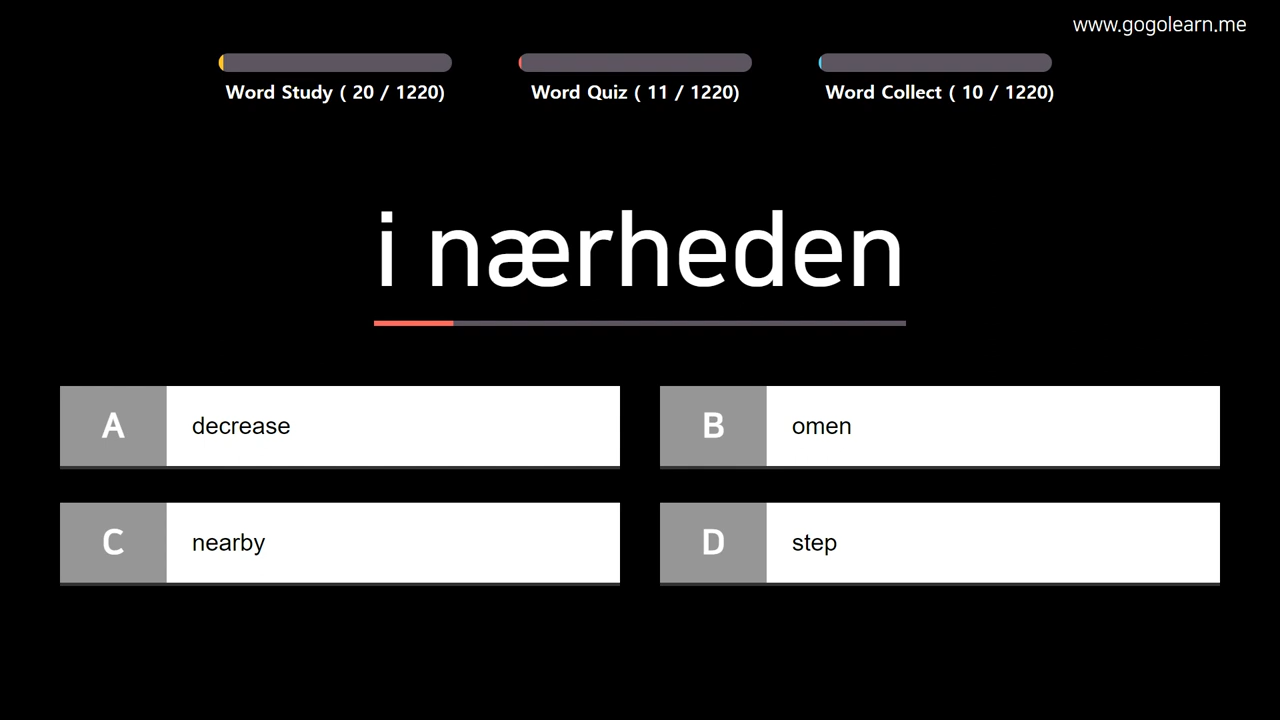 www.gogolearn.me
Word Study ( 20 / 1220)
Word Quiz ( 11 / 1220)
Word Collect ( 10 / 1220)
i nærheden
A decrease
B omen
C nearby
D step